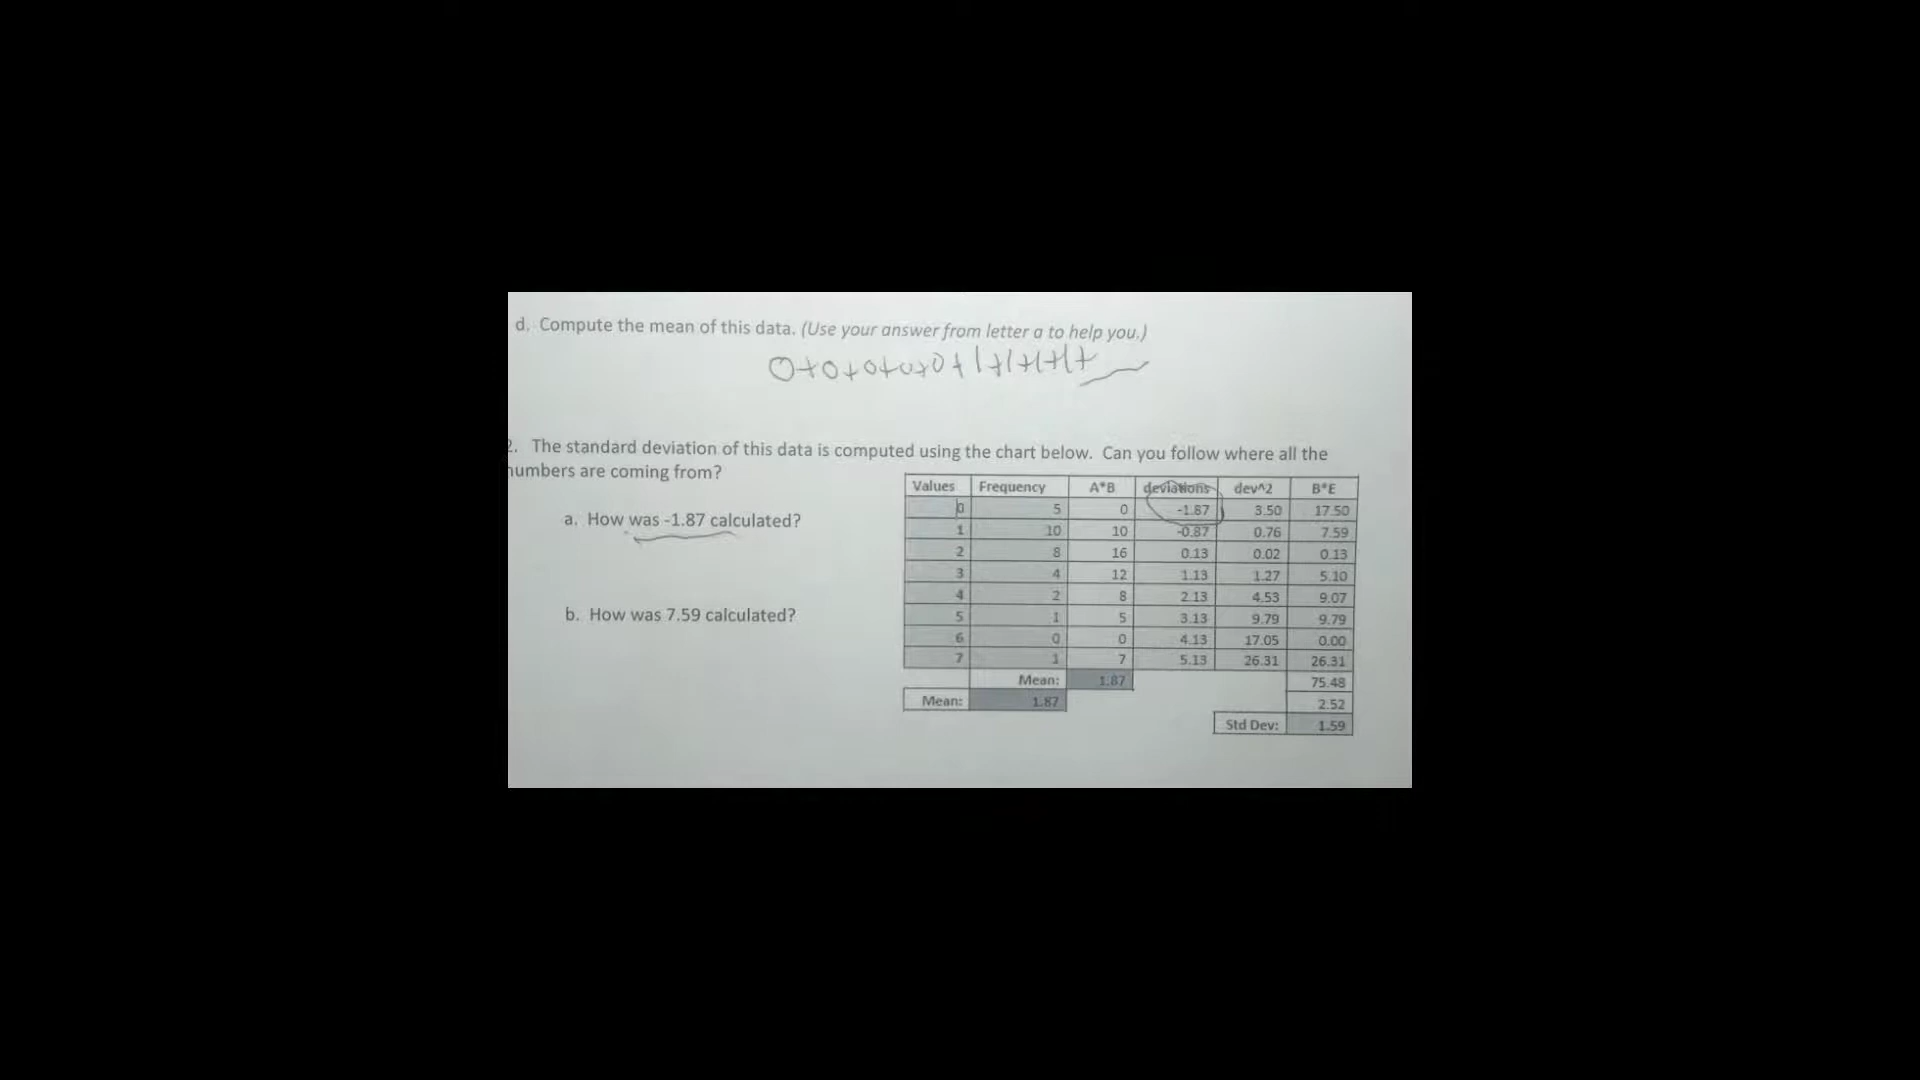 d. Compute the mean of this data. (Use your answer from letter a to help you.)
0+0+0+0+0+1+1+1+1+
2. The standard deviation of this data is computed using the chart below. Can you follow where all the
numbers are coming from?
a. How was -1.87 calculated?
b. How was 7.59 calculated?
Values Frequency A*B deviations dev^2 B*E
0 5 0 -1.87 3.50 17.50
1 10 10 -0.87 0.76 7.59
2 8 16 0.13 0.02 0.13
3 4 12 1.13 1.27 5.10
4 2 8 2.13 4.53 9.07
5 1 5 3.13 9.79 9.79
6 0 0 4.13 17.05 0.00
7 1 7 5.13 26.31 26.31
Mean: 1.87 75.48
Mean: 1.87 2.52
Std Dev: 1.59